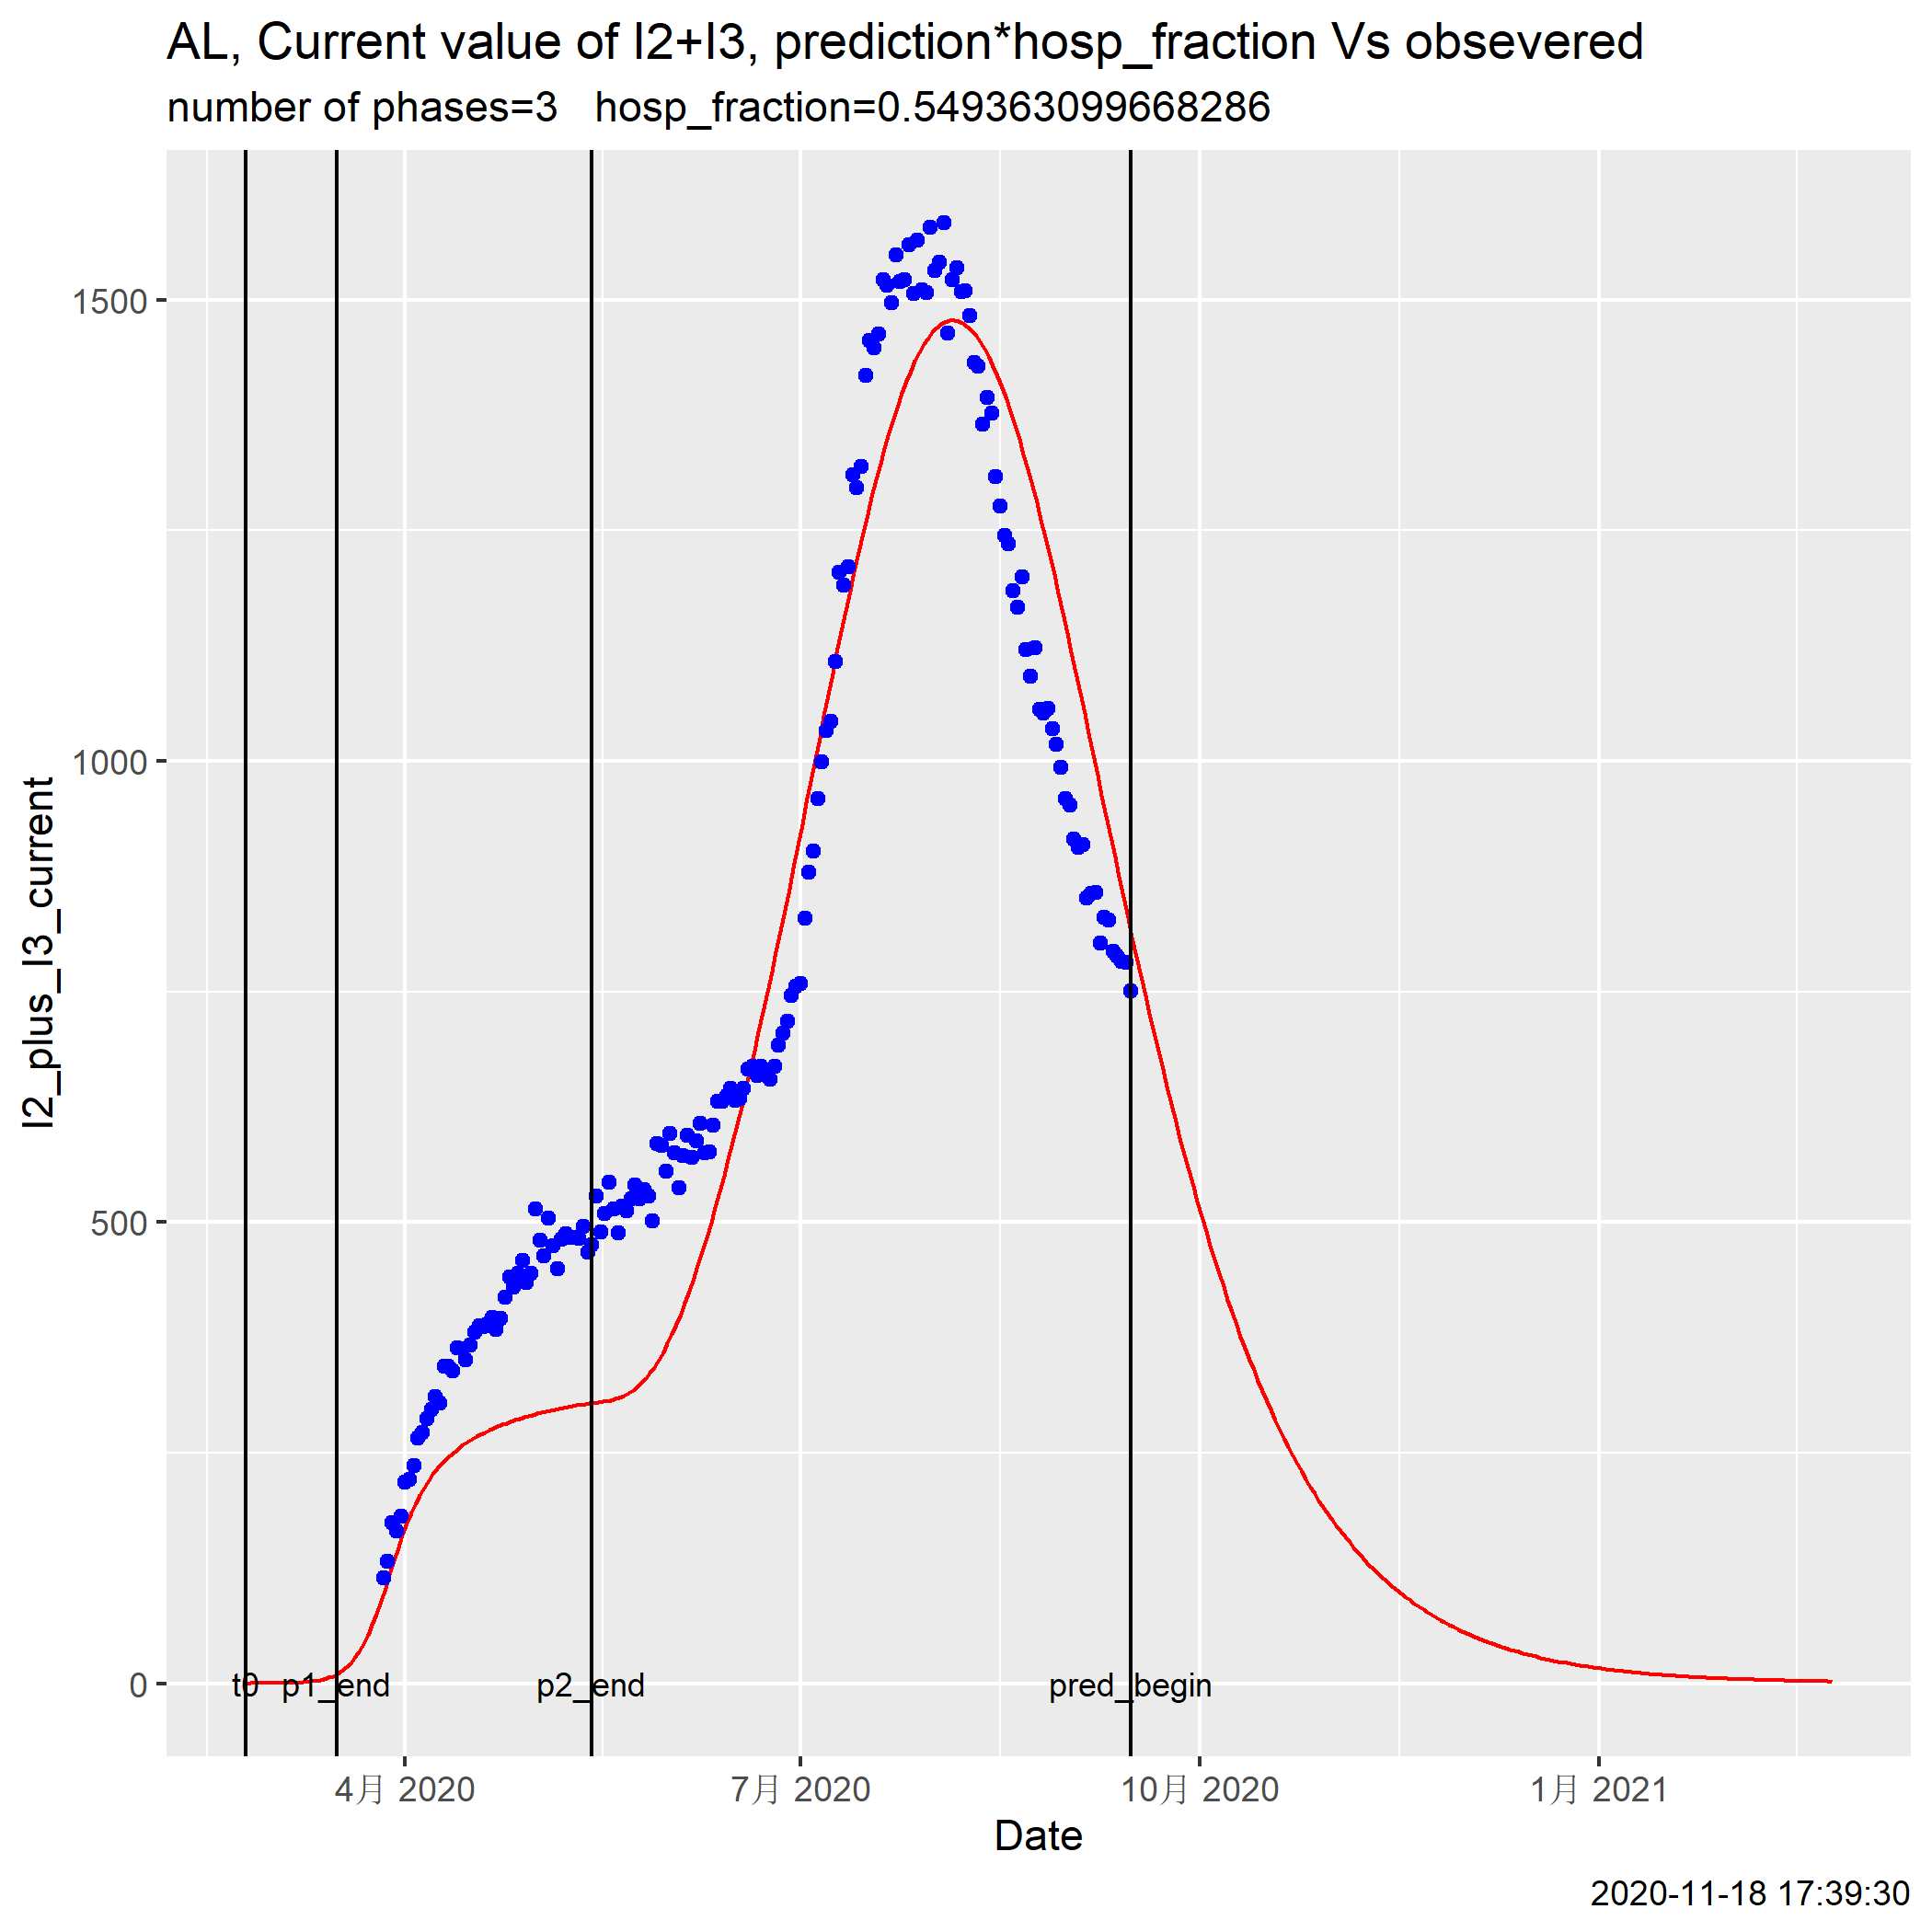 AL, Current value of I2+I3, prediction*hosp_fraction Vs obsevered
number of phases=3   hosp_fraction=0.549363099668286
I2_plus_I3_current
1500
1000
500
0
t0 p1_end p2_end pred_begin
4月 2020 7月 2020 10月 2020 1月 2021
Date
2020-11-18 17:39:30